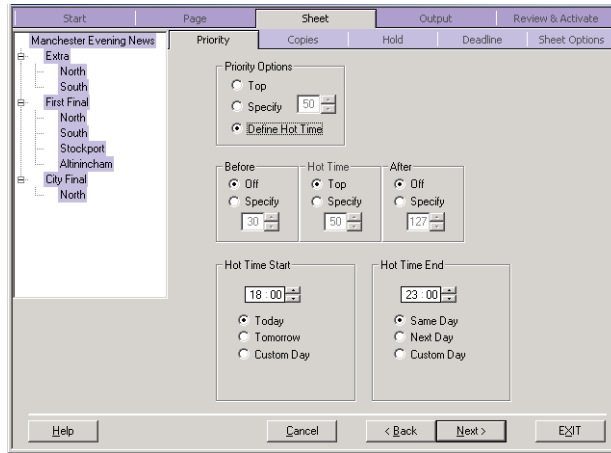 Start Page Sheet Output Review & Activate
Manchester Evening News Priority Copies Hold Deadline Sheet Options
Extra
North
South
First Final
North
South
Stockport
Altinincham
City Final
North
Priority Options
Top
Specify 50
Define Hot Time
Before Hot Time After
Off Top Off
Specify Specify Specify
30 50 127
Hot Time Start Hot Time End
18 : 00 23 : 00
Today Same Day
Tomorrow Next Day
Custom Day Custom Day
Help Cancel < Back Next > EXIT